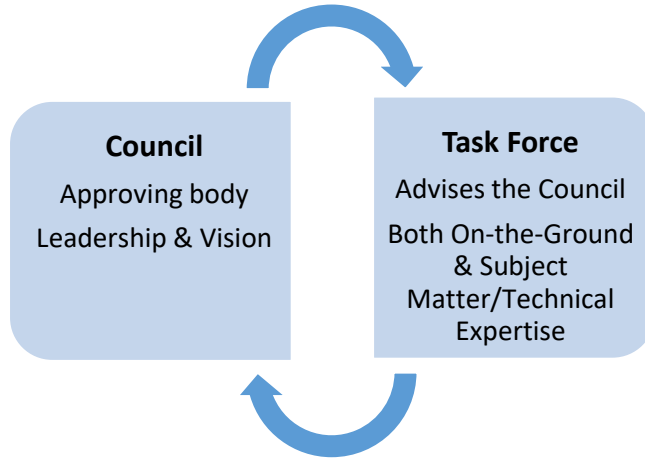 Council
Approving body
Leadership & Vision
Task Force
Advises the Council
Both On-the-Ground
& Subject
Matter/Technical
Expertise